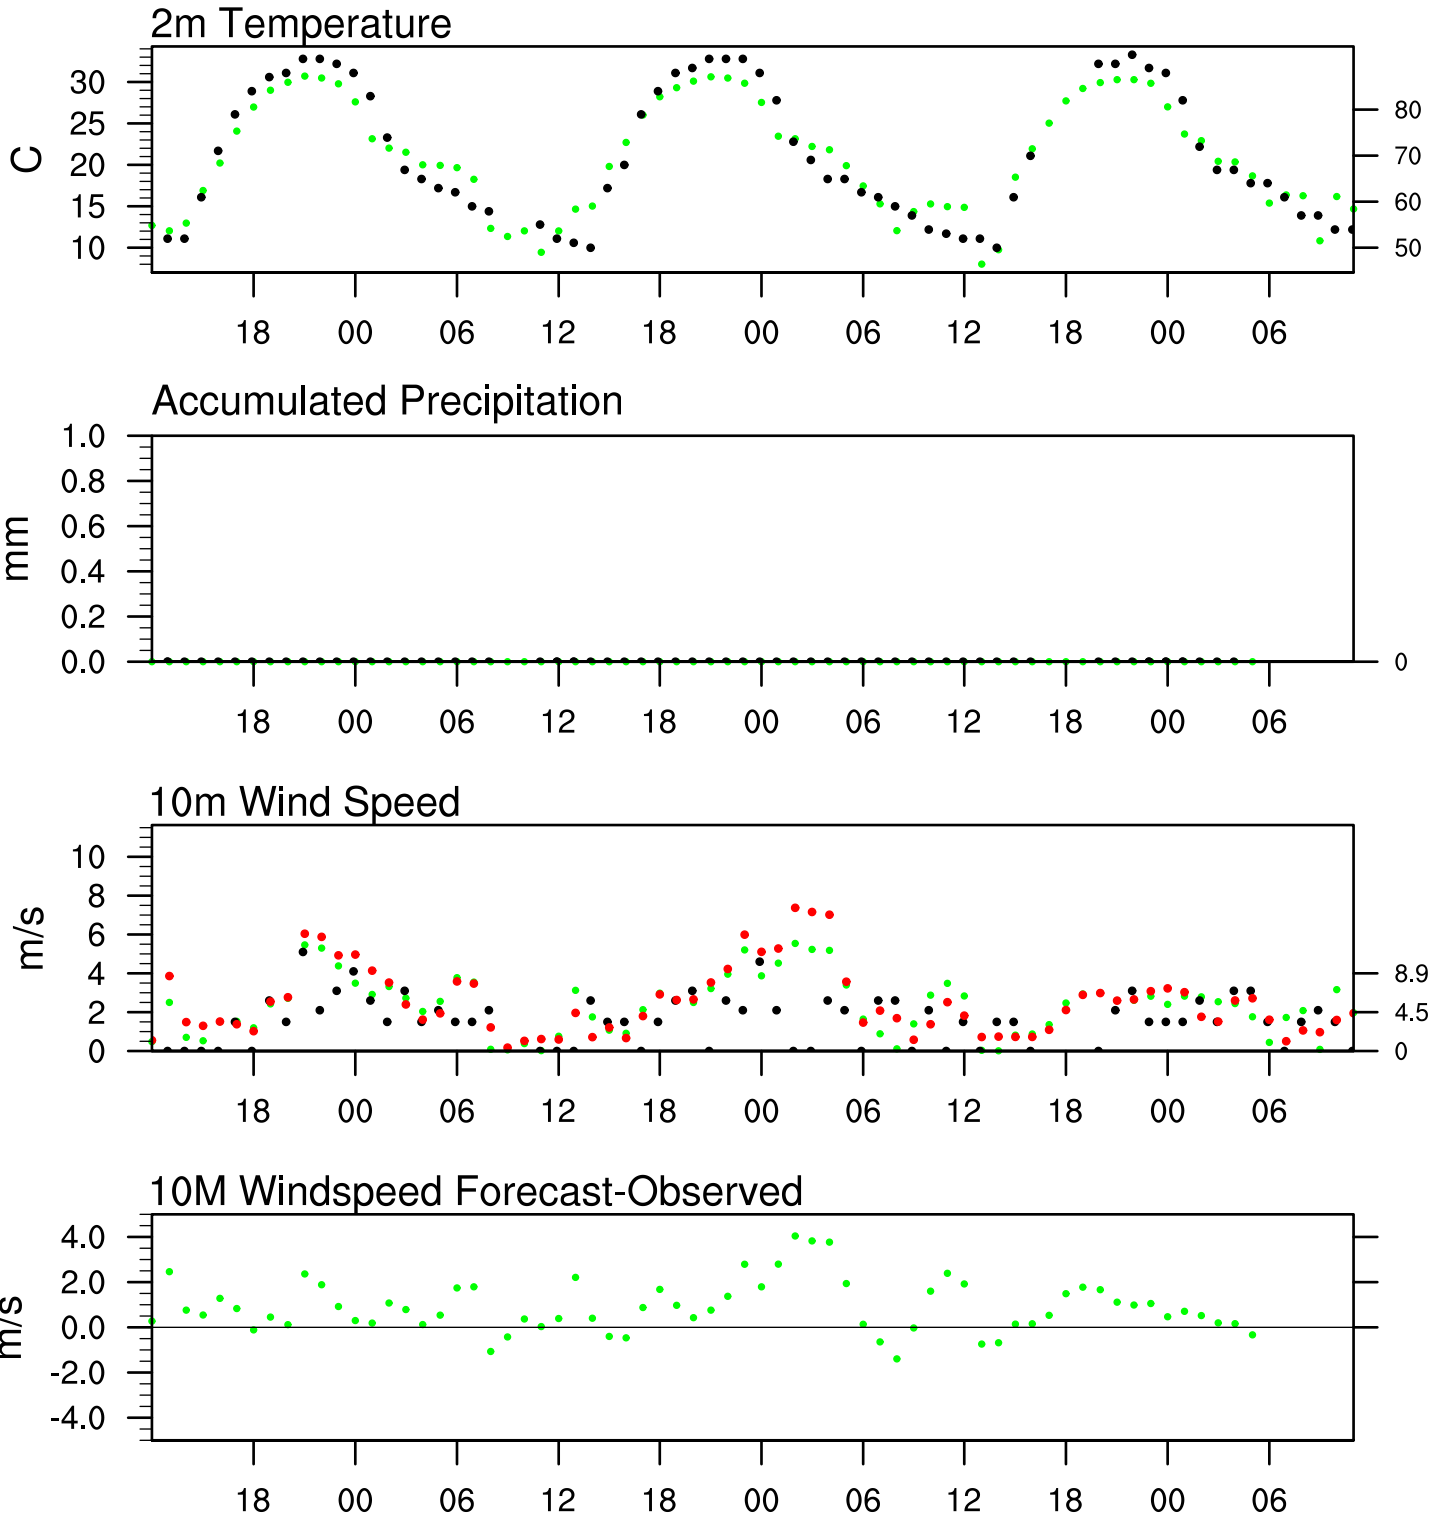 2m Temperature
30
25
20
15
10
C
80
70
60
50
18 00 06 12 18 00 06 12 18 00 06
Accumulated Precipitation
1.0
0.8
0.6
0.4
0.2
0.0
mm
0
18 00 06 12 18 00 06 12 18 00 06
10m Wind Speed
10
8
6
4
2
0
m/s
8.9
4.5
0
18 00 06 12 18 00 06 12 18 00 06
10M Windspeed Forecast-Observed
4.0
2.0
0.0
-2.0
-4.0
m/s
18 00 06 12 18 00 06 12 18 00 06